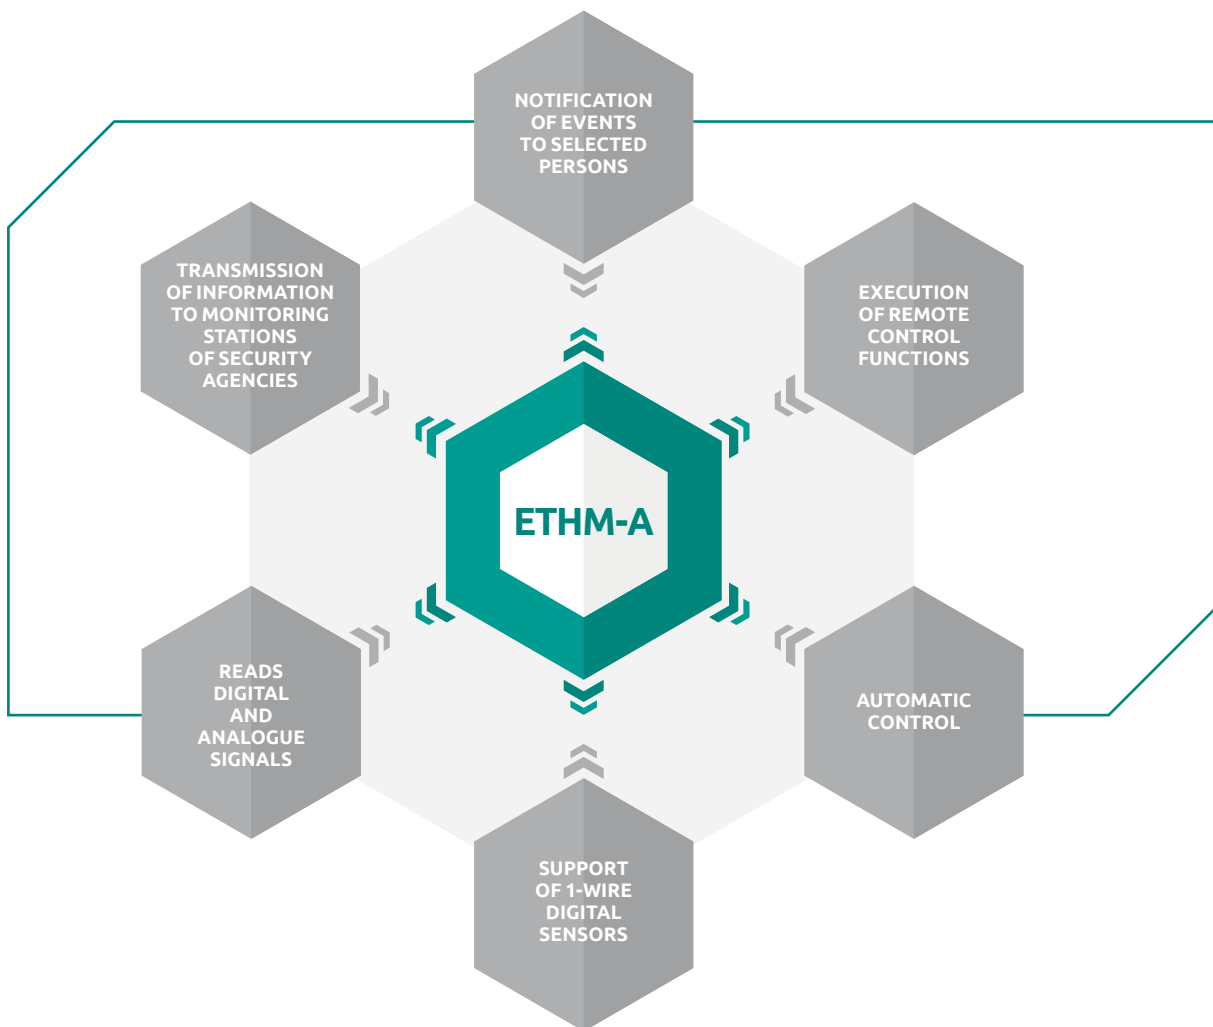 NOTIFICATION
OF EVENTS
TO SELECTED
PERSONS
TRANSMISSION
OF INFORMATION
TO MONITORING
STATIONS
OF SECURITY
AGENCIES
EXECUTION
OF REMOTE
CONTROL
FUNCTIONS
ETHM-A
READS
DIGITAL
AND
ANALOGUE
SIGNALS
AUTOMATIC
CONTROL
SUPPORT
OF 1-WIRE
DIGITAL
SENSORS